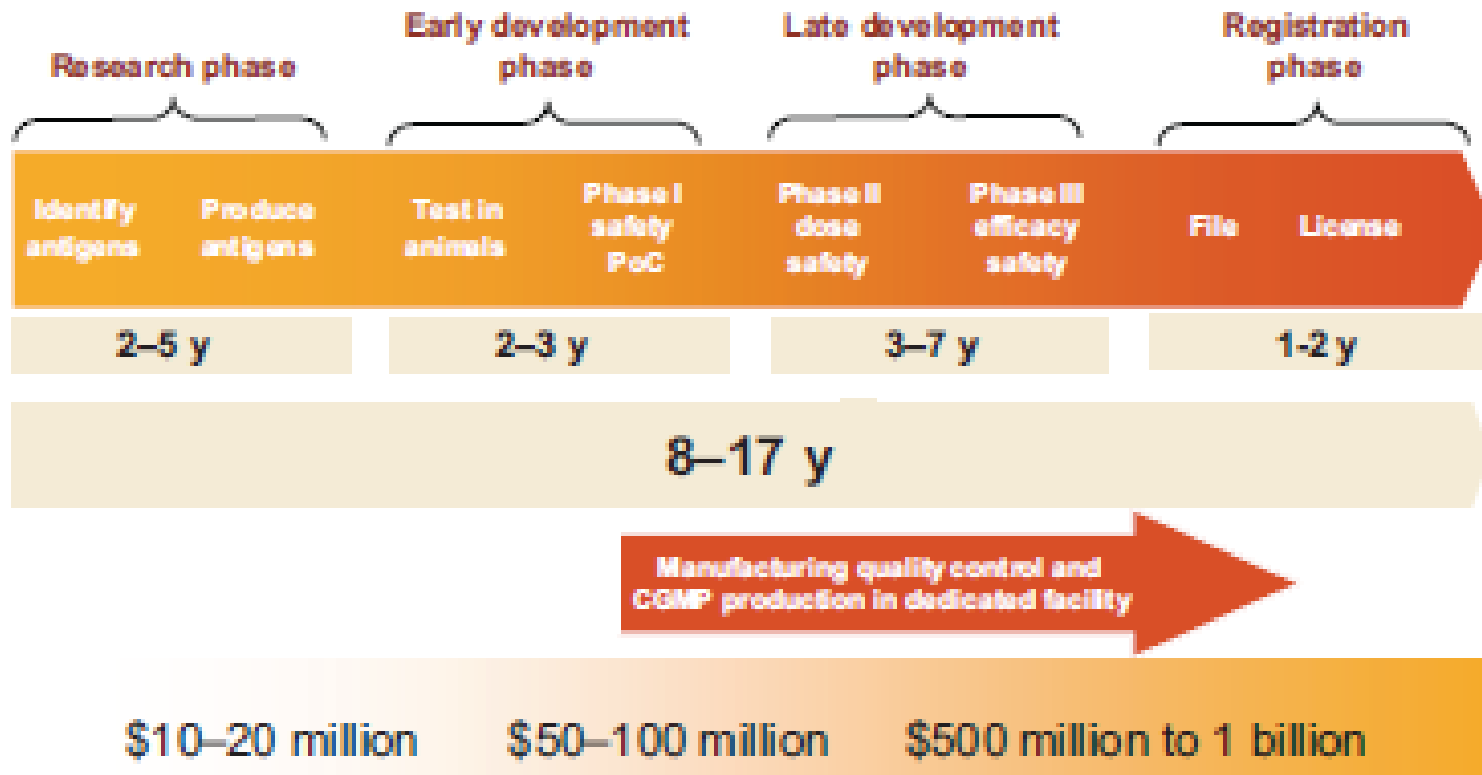 Research phase
Early development
phase
Late development
phase
Registration
phase
Identify
antigens
Produce
antigens
Test in
animals
Phase I
safety
PoC
Phase II
dose
safety
Phase III
efficacy
safety
File
License
2–5 y
2–3 y
3–7 y
1-2 y
8–17 y
Manufacturing quality control and
CGMP production in dedicated facility
$10–20 million
$50–100 million
$500 million to 1 billion